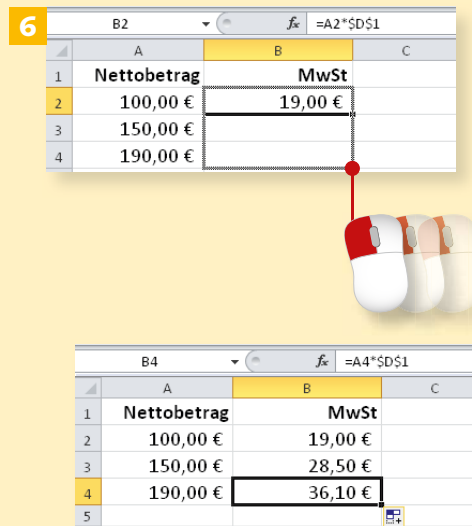 6
B2 fx =A2*$D$1
A B C
1 Nettobetrag MwSt
2 100,00 € 19,00 €
3 150,00 €
4 190,00 €
B4 fx =A4*$D$1
A B C
1 Nettobetrag MwSt
2 100,00 € 19,00 €
3 150,00 € 28,50 €
4 190,00 € 36,10 €
5